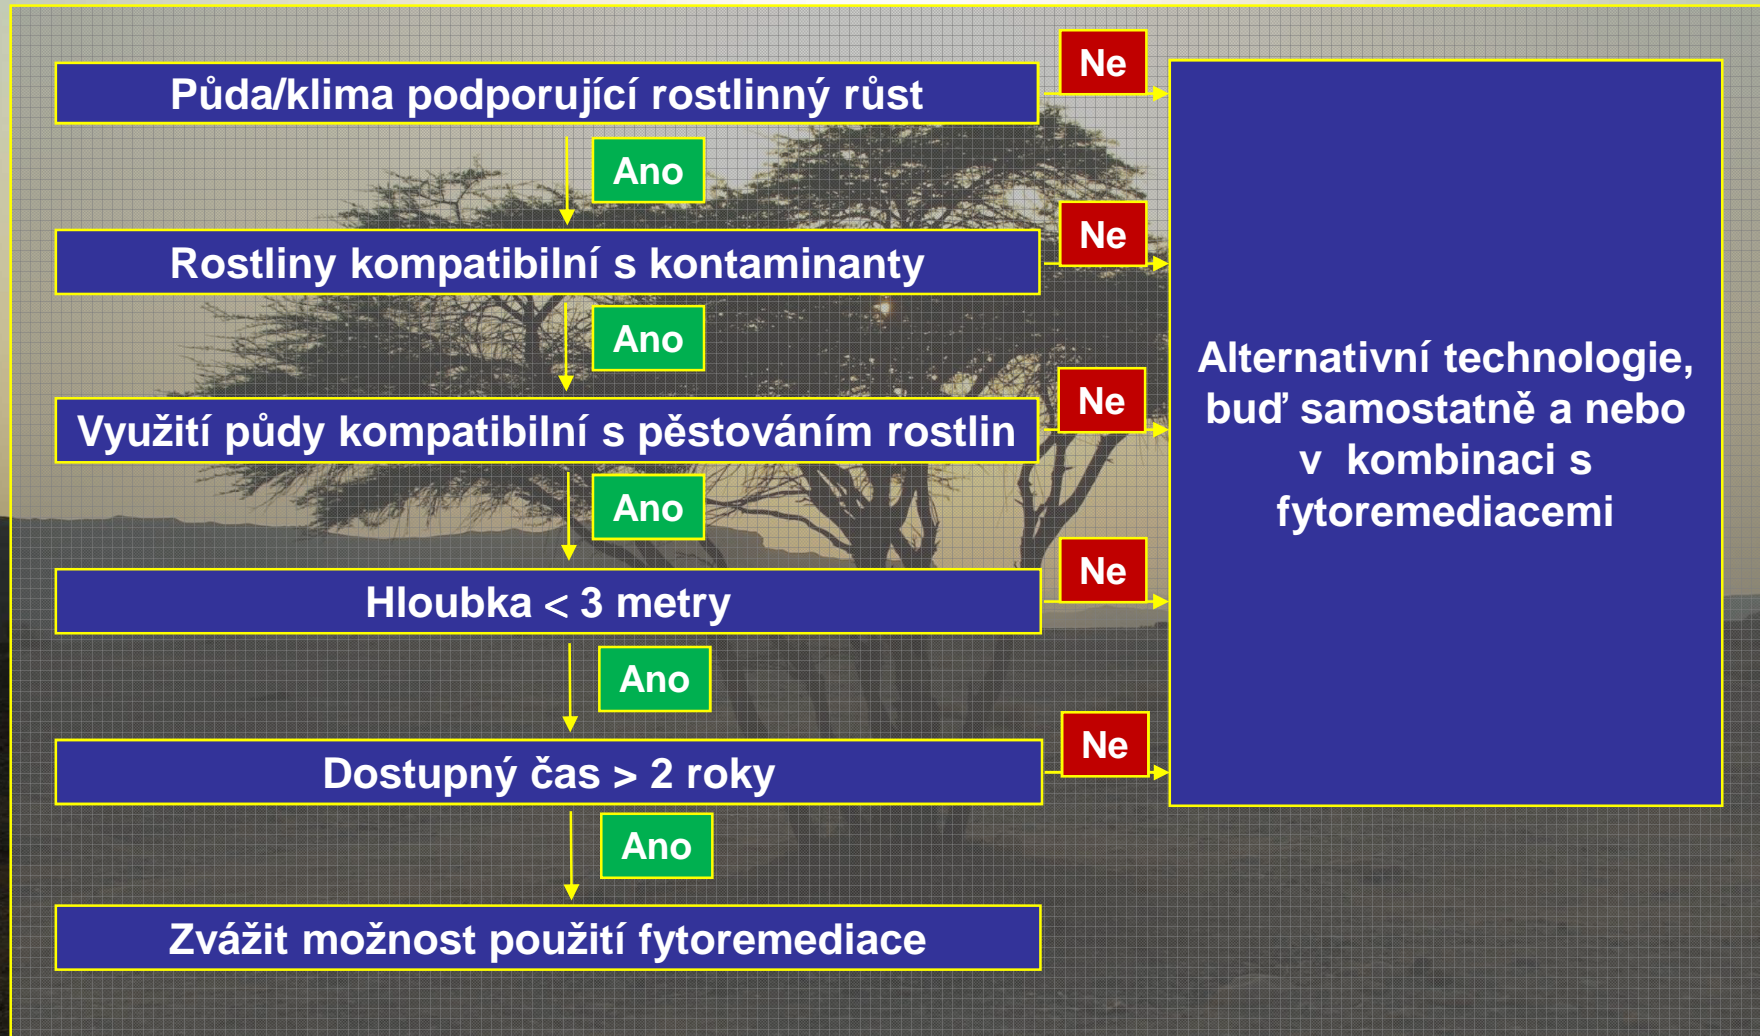 Půda/klima podporující rostlinný růst
Ne
Ano
Rostliny kompatibilní s kontaminanty
Ne
Ano
Využití půdy kompatibilní s pěstováním rostlin
Ne
Ano
Hloubka < 3 metry
Ne
Ano
Dostupný čas > 2 roky
Ne
Ano
Zvážit možnost použití fytoremediace
Alternativní technologie,
buď samostatně a nebo
v kombinaci s
fytoremediacemi